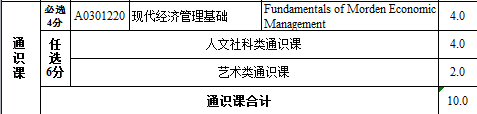 必选
4分
A0301220
现代经济管理基础
Fundamentals of Morden Economic
Management
4.0
通识课
任选
6分
人文社科类通识课
4.0
艺术类通识课
2.0
通识课合计
10.0